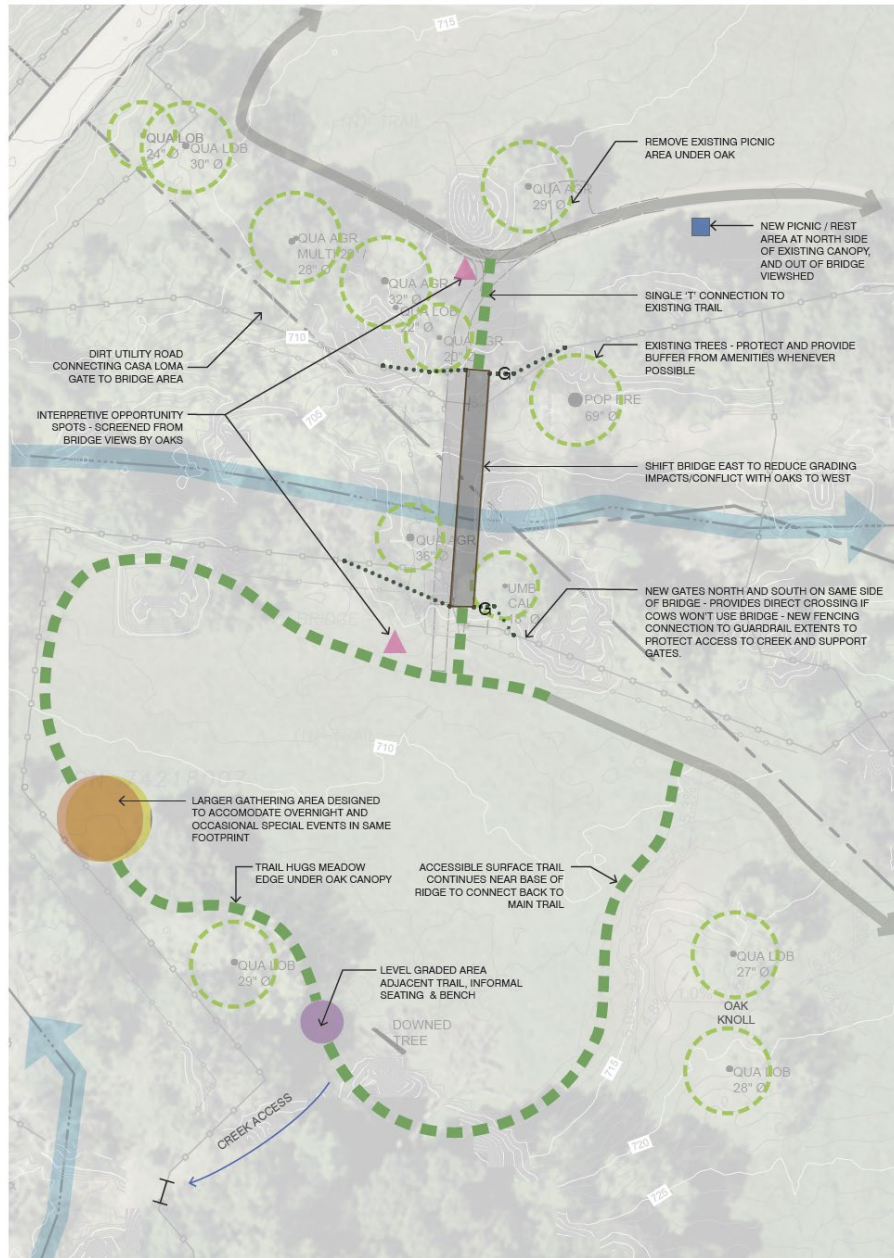 715
QUA LOB
24" Ø
QUA LOB
30" Ø
REMOVE EXISTING PICNIC
AREA UNDER OAK
QUA AGR
29" Ø
NEW PICNIC / REST
AREA AT NORTH SIDE
OF EXISTING CANOPY,
AND OUT OF BRIDGE
VIEWSHED
QUA AGR
MULTI 26" /
28" Ø
QUA AGR
32" Ø
QUA LOB
22" Ø
QUA AGR
20" Ø
SINGLE 'T' CONNECTION TO
EXISTING TRAIL
710
DIRT UTILITY ROAD
CONNECTING CASA LOMA
GATE TO BRIDGE AREA
EXISTING TREES - PROTECT AND PROVIDE
BUFFER FROM AMENITIES WHENEVER
POSSIBLE
G
POP FRE
69" Ø
INTERPRETIVE OPPORTUNITY
SPOTS - SCREENED FROM
BRIDGE VIEWS BY OAKS
705
SHIFT BRIDGE EAST TO REDUCE GRADING
IMPACTS/CONFLICT WITH OAKS TO WEST
QUA AGR
36" Ø
UMB
CAL
G
NEW GATES NORTH AND SOUTH ON SAME SIDE
OF BRIDGE - PROVIDES DIRECT CROSSING IF
COWS WON'T USE BRIDGE - NEW FENCING
CONNECTION TO GUARDRAIL EXTENTS TO
PROTECT ACCESS TO CREEK AND SUPPORT
GATES.
710
LARGER GATHERING AREA DESIGNED
TO ACCOMODATE OVERNIGHT AND
OCCASIONAL SPECIAL EVENTS IN SAME
FOOTPRINT
TRAIL HUGS MEADOW
EDGE UNDER OAK CANOPY
ACCESSIBLE SURFACE TRAIL
CONTINUES NEAR BASE OF
RIDGE TO CONNECT BACK TO
MAIN TRAIL
QUA LOB
29" Ø
QUA LOB
27" Ø
LEVEL GRADED AREA
ADJACENT TRAIL, INFORMAL
SEATING & BENCH
OAK
KNOLL
DOWNED
TREE
715
QUA LOB
28" Ø
CREEK ACCESS
720
725